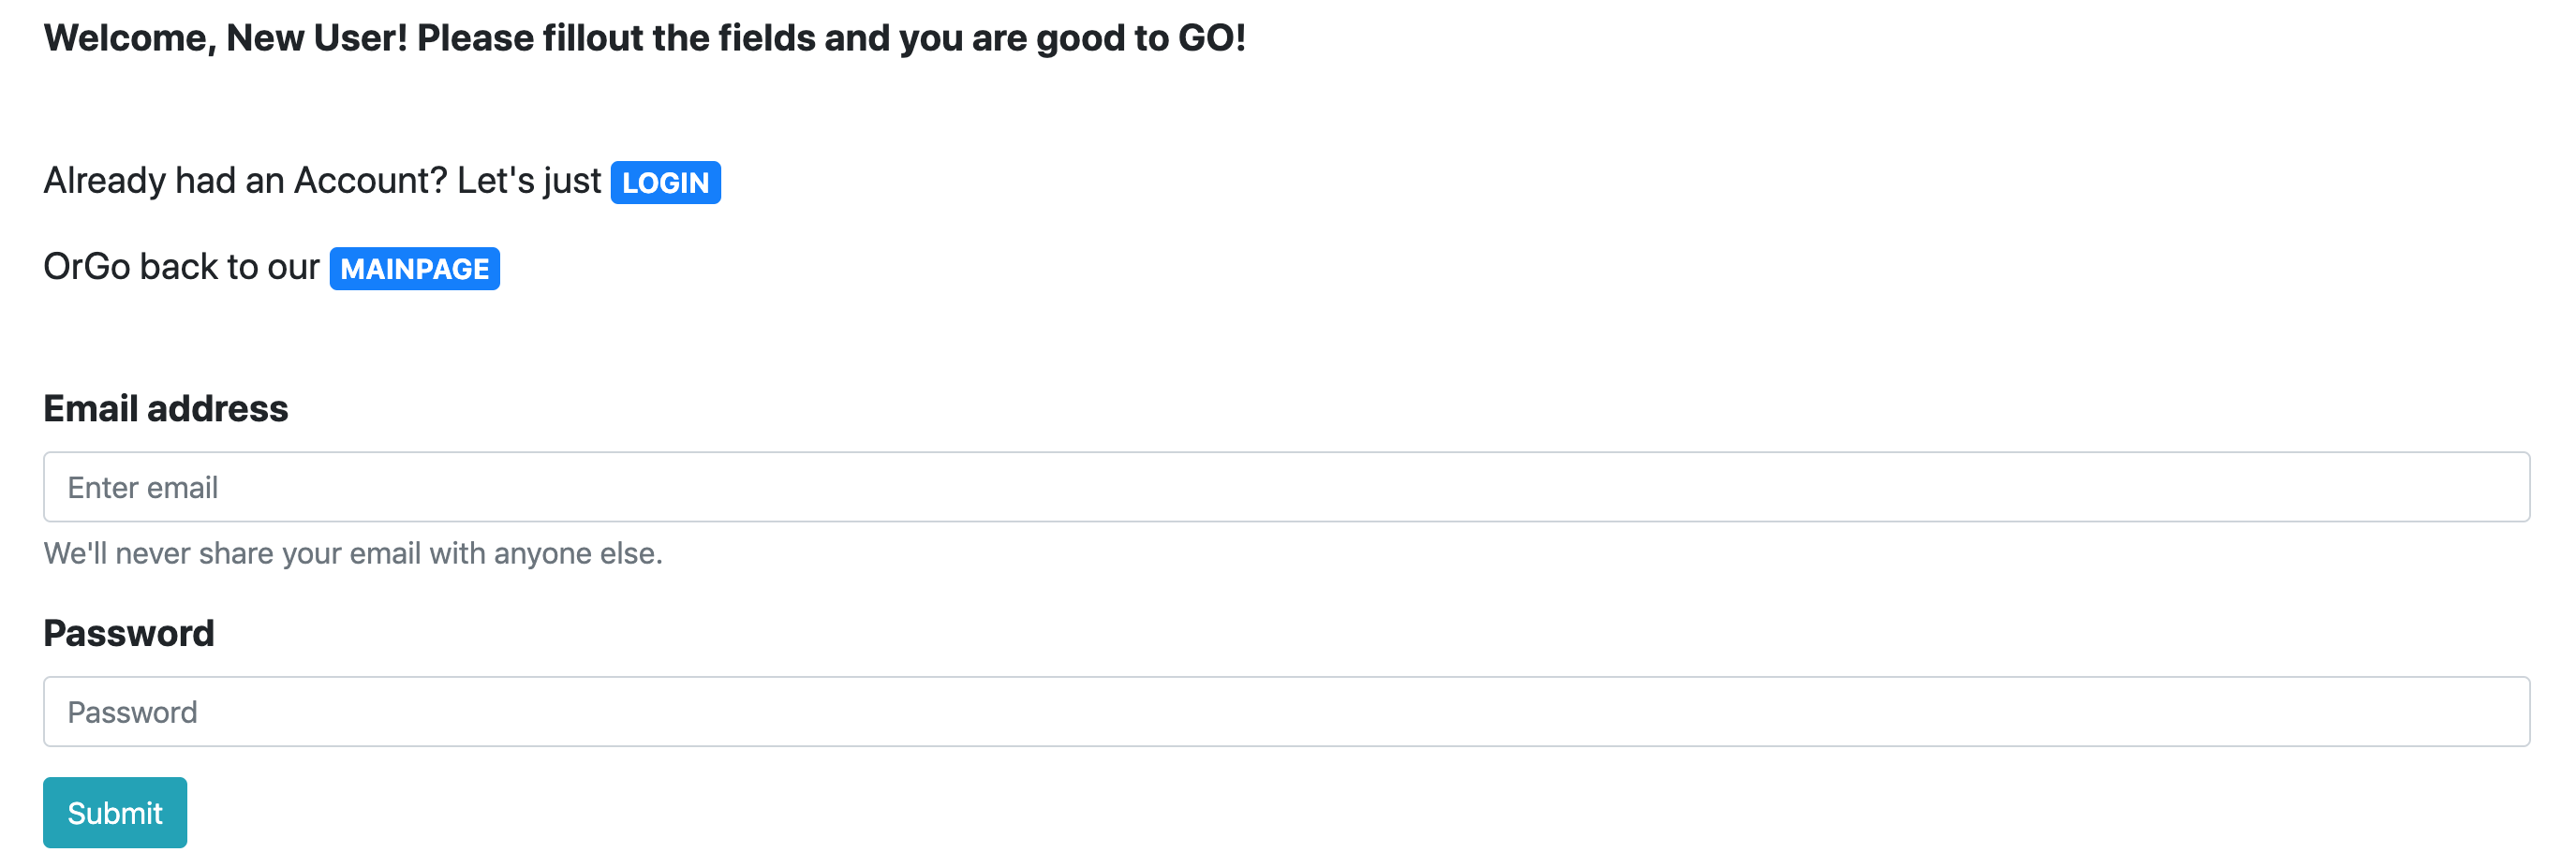 Welcome, New User! Please fillout the fields and you are good to GO!
Already had an Account? Let's just LOGIN
OrGo back to our MAINPAGE
Email address
Enter email
We'll never share your email with anyone else.
Password
Password
Submit